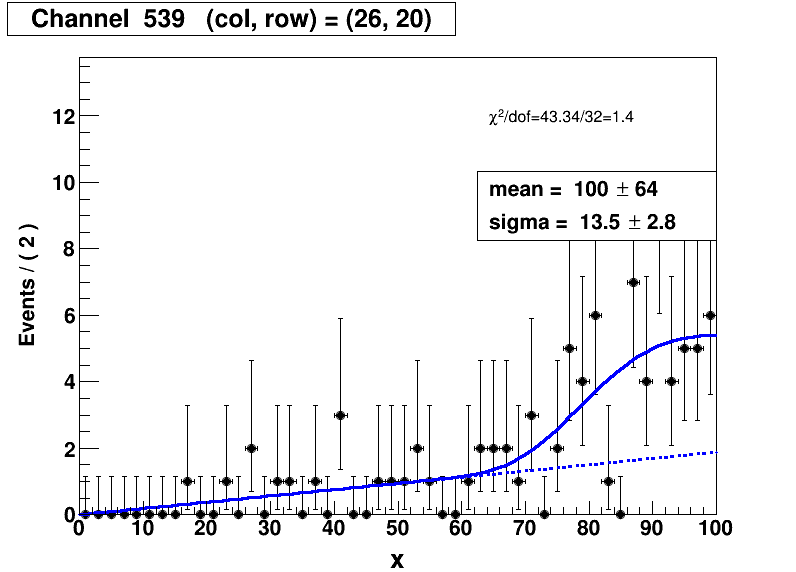 Channel  539   (col, row) = (26, 20)
χ²/dof=43.34/32=1.4
mean =  100 ± 64
sigma =  13.5 ± 2.8
Events / ( 2 )
12
10
8
6
4
2
0
0 10 20 30 40 50 60 70 80 90 100
x